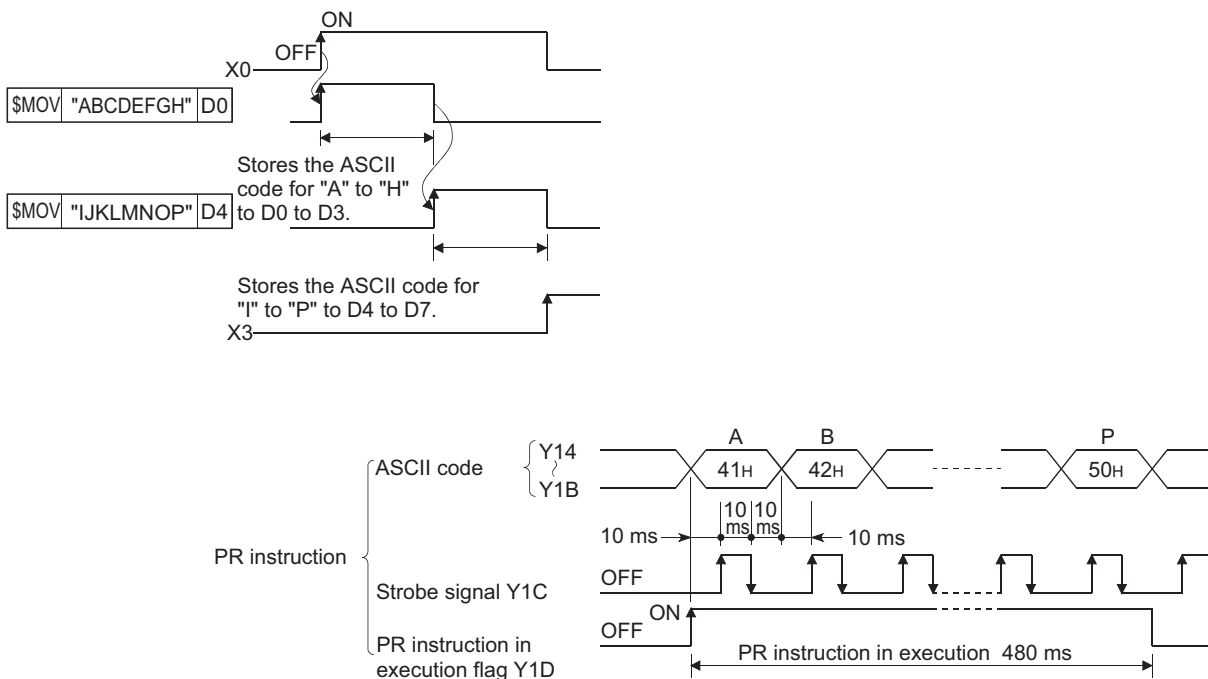 ON
OFF
X0
$MOV "ABCDEFGH" D0
Stores the ASCII
code for "A" to "H"
to D0 to D3.
$MOV "IJKLMNOP" D4
Stores the ASCII code for
"I" to "P" to D4 to D7.
X3
A B P
ASCII code Y14
Y1B
41H 42H 50H
10 ms 10 ms
10 ms 10 ms
PR instruction
Strobe signal Y1C
OFF
ON
OFF
PR instruction in
execution flag Y1D
PR instruction in execution 480 ms